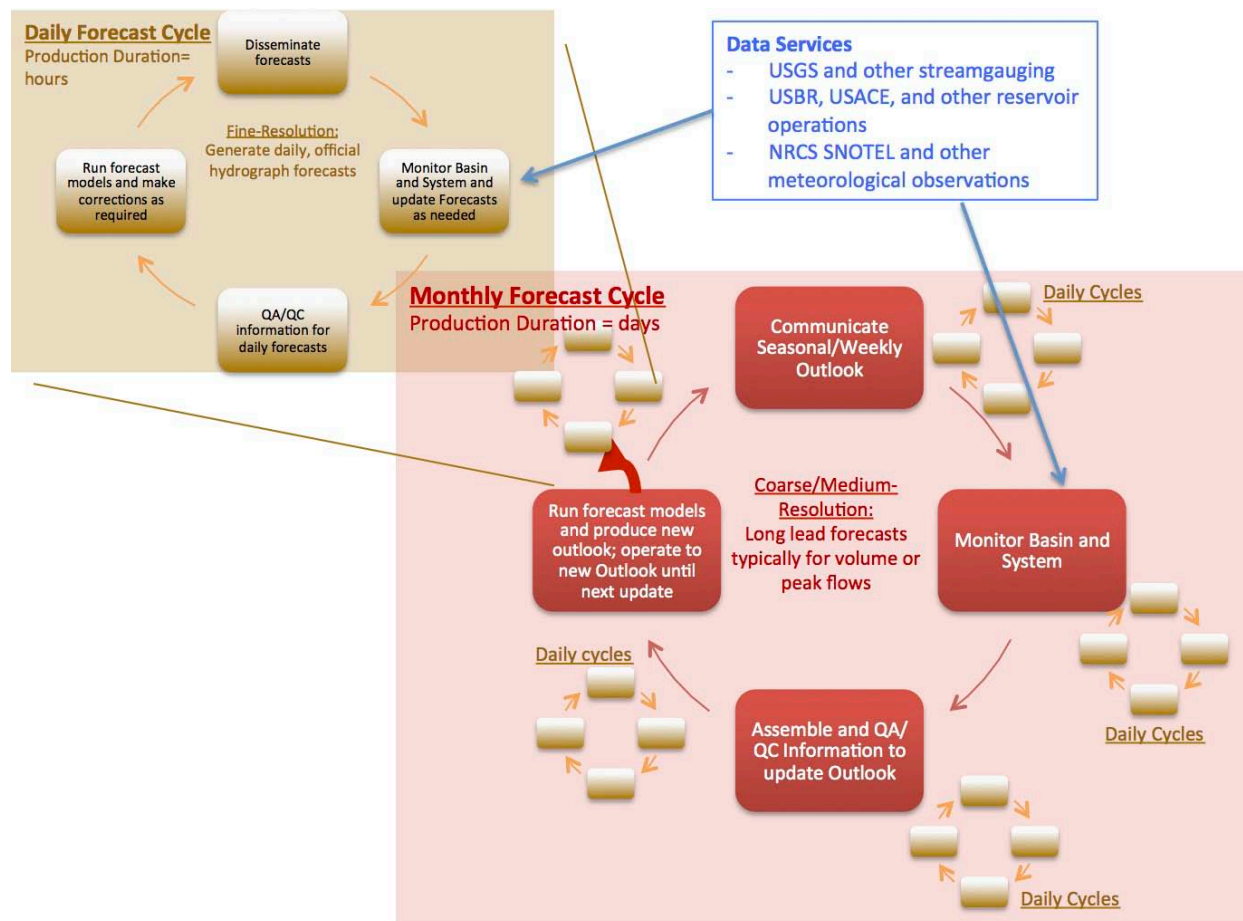 Daily Forecast Cycle
Production Duration=
hours
Disseminate
forecasts
Fine-Resolution:
Generate daily, official
hydrograph forecasts
Run forecast
models and make
corrections as
required
Monitor Basin
and System and
update Forecasts
as needed
QA/QC
information for
daily forecasts
Data Services
- USGS and other streamgauging
- USBR, USACE, and other reservoir
operations
- NRCS SNOTEL and other
meteorological observations
Monthly Forecast Cycle
Production Duration = days
Communicate
Seasonal/Weekly
Outlook
Daily Cycles
Run forecast models
and produce new
outlook; operate to
new Outlook until
next update
Coarse/Medium-
Resolution:
Long lead forecasts
typically for volume or
peak flows
Monitor Basin and
System
Daily cycles
Assemble and QA/
QC Information to
update Outlook
Daily Cycles
Daily Cycles